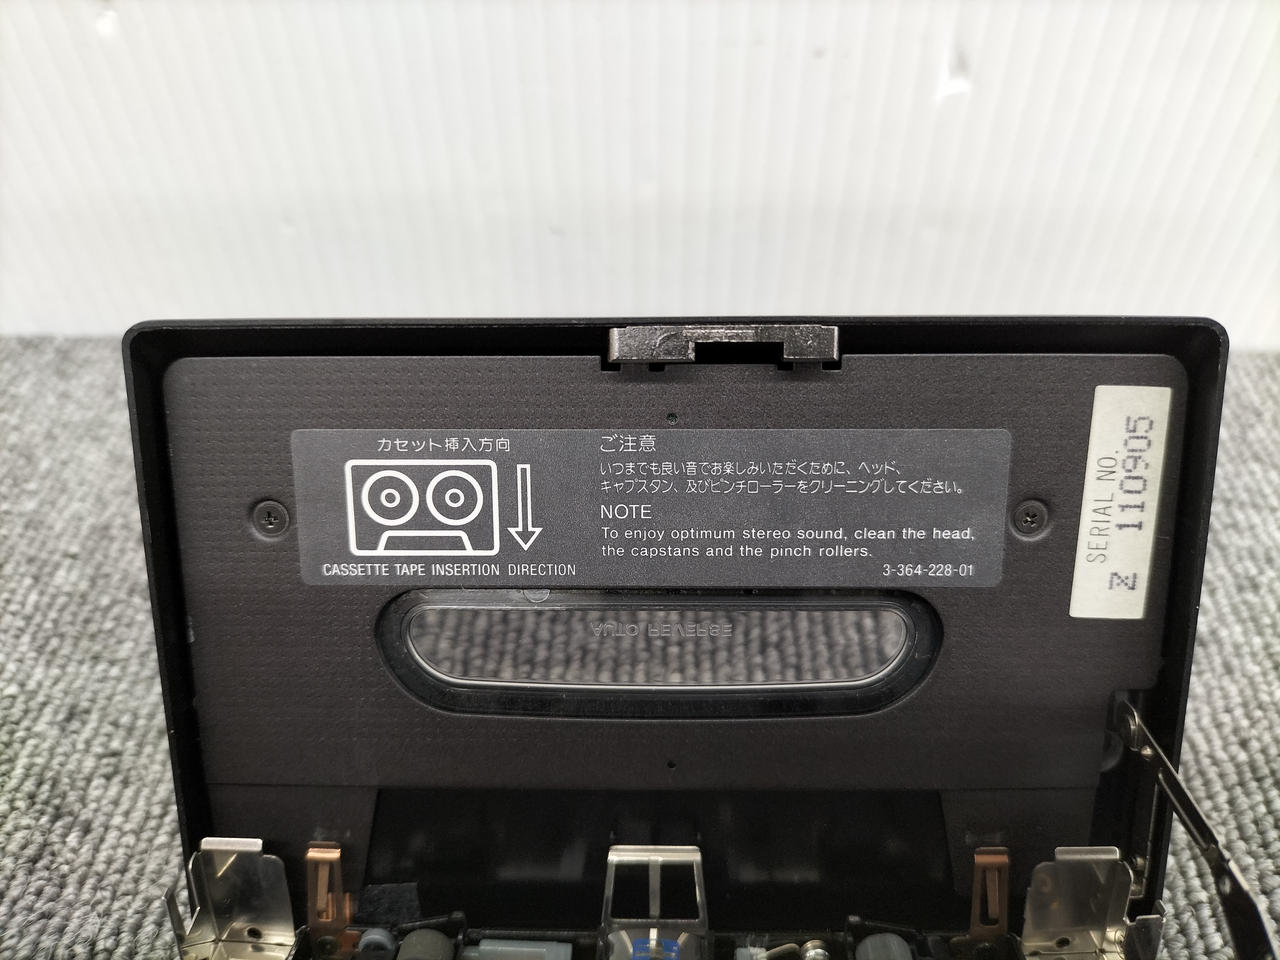 カセット挿入方向
CASSETTE TAPE INSERTION DIRECTION
ご注意
いつまでも良い音でお楽しみいただくために、ヘッド、
キャプスタン、及びピンチローラーをクリーニングしてください。
NOTE
To enjoy optimum stereo sound, clean the head,
the capstans and the pinch rollers.
3-364-228-01
SERIAL NO.
Z 110905
AUTO REVERSE